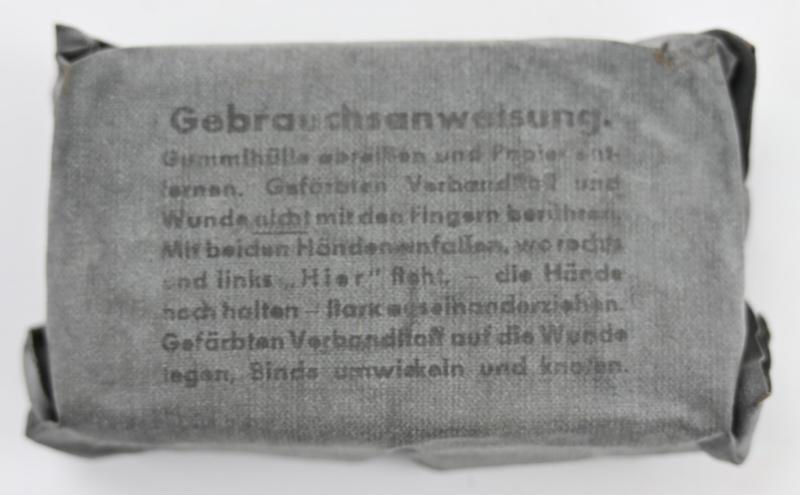 Gebrauchsanweisung.
Gummihülle abreißen und Papier ent-
fernen. Gefärbten Verbandſtoff und
Wunde nicht mit den Fingern berühren.
Mit beiden Händen einfaſſen, wo rechts
und links „Hier“ ſteht, – die Hände
hoch halten – ſtark auseinanderziehen.
Gefärbten Verbandſtoff auf die Wunde
legen, Binde umwickeln und knoten.